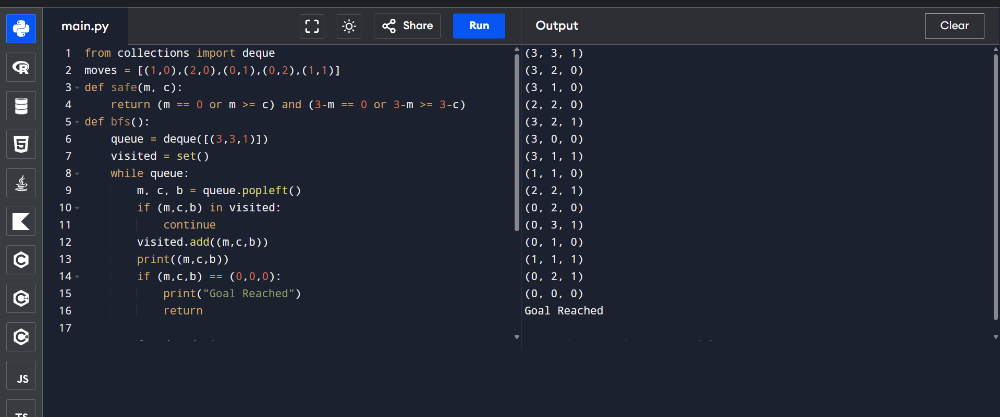 main.py
Share
Run
Output
Clear
1 from collections import deque
2 moves = [(1,0),(2,0),(0,1),(0,2),(1,1)]
3 def safe(m, c):
4 return (m == 0 or m >= c) and (3-m == 0 or 3-m >= 3-c)
5 def bfs():
6 queue = deque([(3,3,1)])
7 visited = set()
8 while queue:
9 m, c, b = queue.popleft()
10 if (m,c,b) in visited:
11 continue
12 visited.add((m,c,b))
13 print((m,c,b))
14 if (m,c,b) == (0,0,0):
15 print("Goal Reached")
16 return
17
(3, 3, 1)
(3, 2, 0)
(3, 1, 0)
(2, 2, 0)
(3, 2, 1)
(3, 0, 0)
(3, 1, 1)
(1, 1, 0)
(2, 2, 1)
(0, 2, 0)
(0, 3, 1)
(0, 1, 0)
(1, 1, 1)
(0, 2, 1)
(0, 0, 0)
Goal Reached
R
5
C
C++
C#
JS
TS